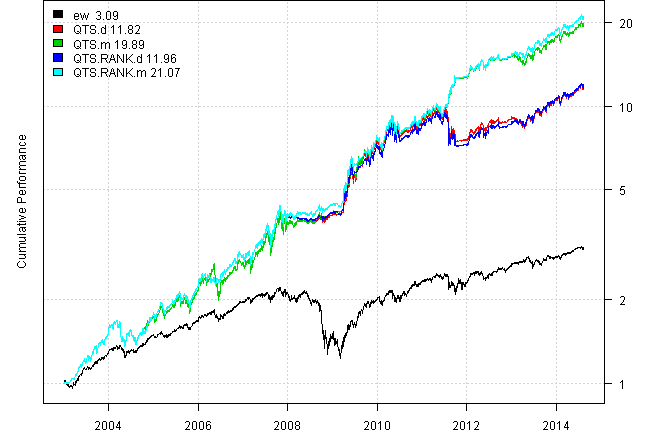 ew 3.09
QTS.d 11.82
QTS.m 19.89
QTS.RANK.d 11.96
QTS.RANK.m 21.07
Cumulative Performance
20
10
5
2
1
2004 2006 2008 2010 2012 2014